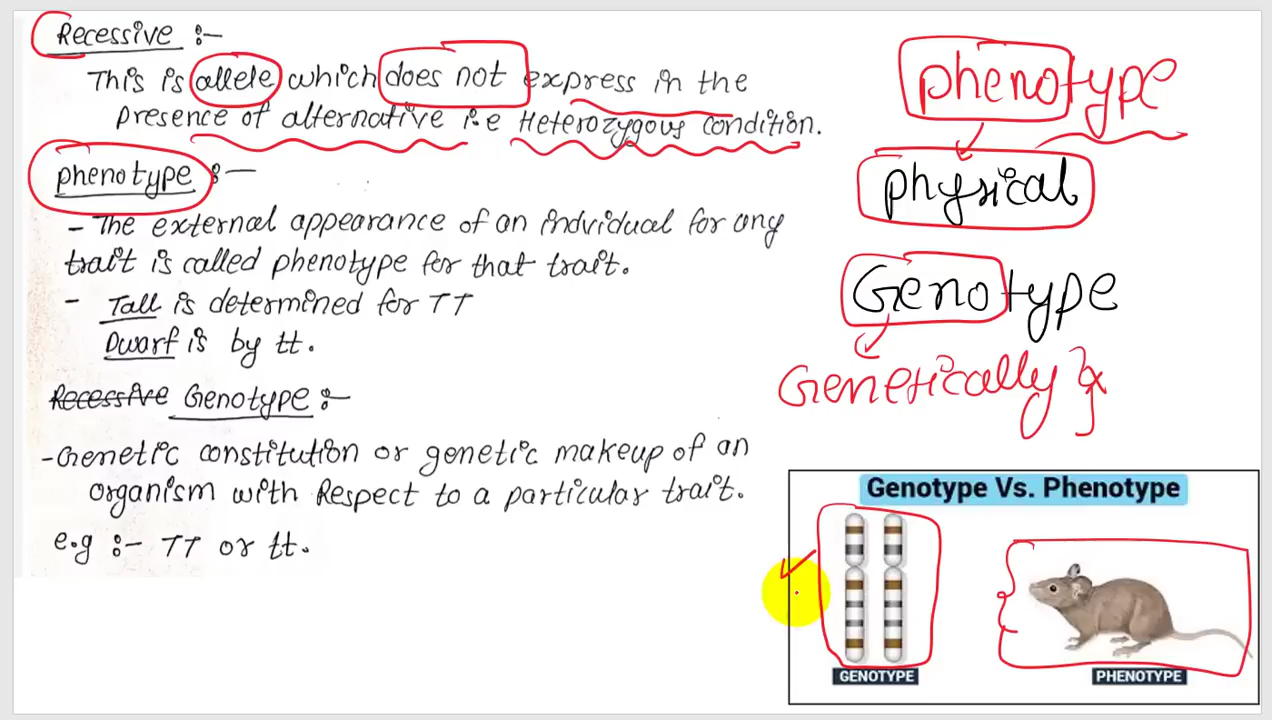 Recessive :-
This is allele which does not express in the
presence of alternative i.e Heterozygous condition.
phenotype :-
- The external appearance of an individual for any
trait is called phenotype for that trait.
- Tall is determined for TT
Dwarf is by tt.
Recessive Genotype :-
- Genetic constitution or genetic makeup of an
organism with Respect to a particular trait.
e.g :- TT or tt.
phenotype
physical
Genotype
Genetically
Genotype Vs. Phenotype
GENOTYPE
PHENOTYPE